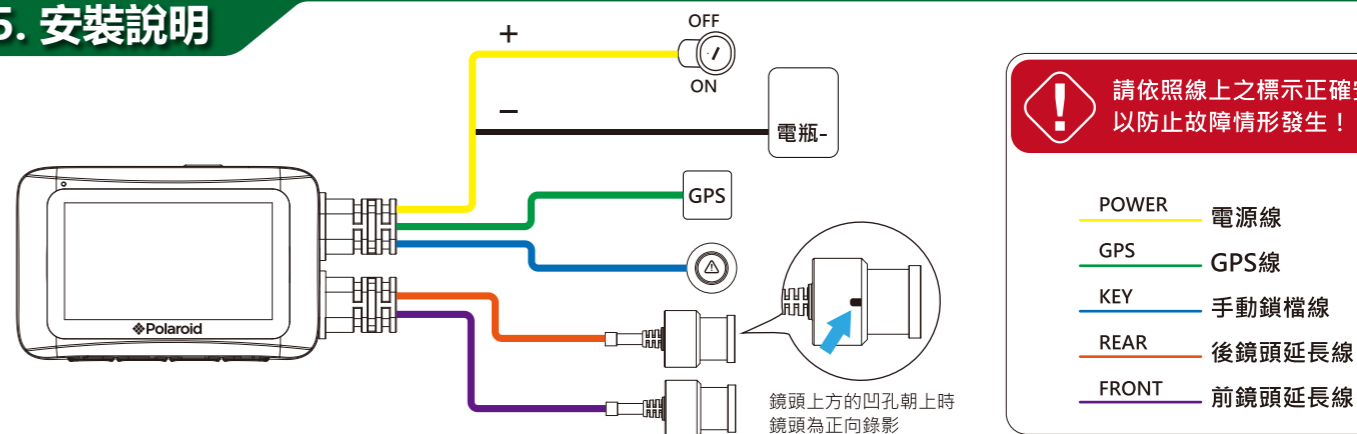 5. 安裝說明
+
OFF
ON
−
電瓶-
GPS
Polaroid
鏡頭上方的凹孔朝上時
鏡頭為正向錄影
請依照線上之標示正確
以防止故障情形發生！
POWER 電源線
GPS GPS線
KEY 手動鎖檔線
REAR 後鏡頭延長線
FRONT 前鏡頭延長線